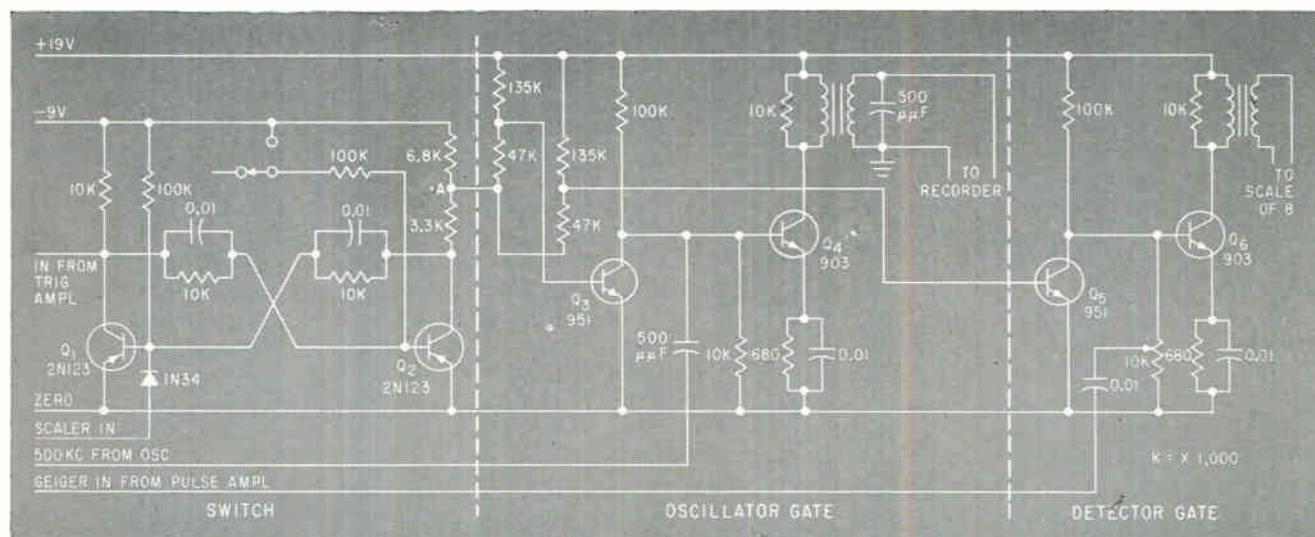 +19V
-9V
10K
100K
100K
6.8K
A
3.3K
0.01
10K
0.01
10K
IN FROM
TRIG
AMPL
Q1
2N123
1N34
Q2
2N123
ZERO
SCALER IN
500KC FROM OSC
GEIGER IN FROM PULSE AMPL
SWITCH
135K
47K
135K
47K
100K
10K
500
μμF
TO
RECORDER
Q3
951
Q4
903
500
μμF
10K
680
0.01
OSCILLATOR GATE
100K
10K
TO
SCALE
OF 8
Q5
951
Q6
903
10K
680
0.01
0.01
K = X 1,000
DETECTOR GATE